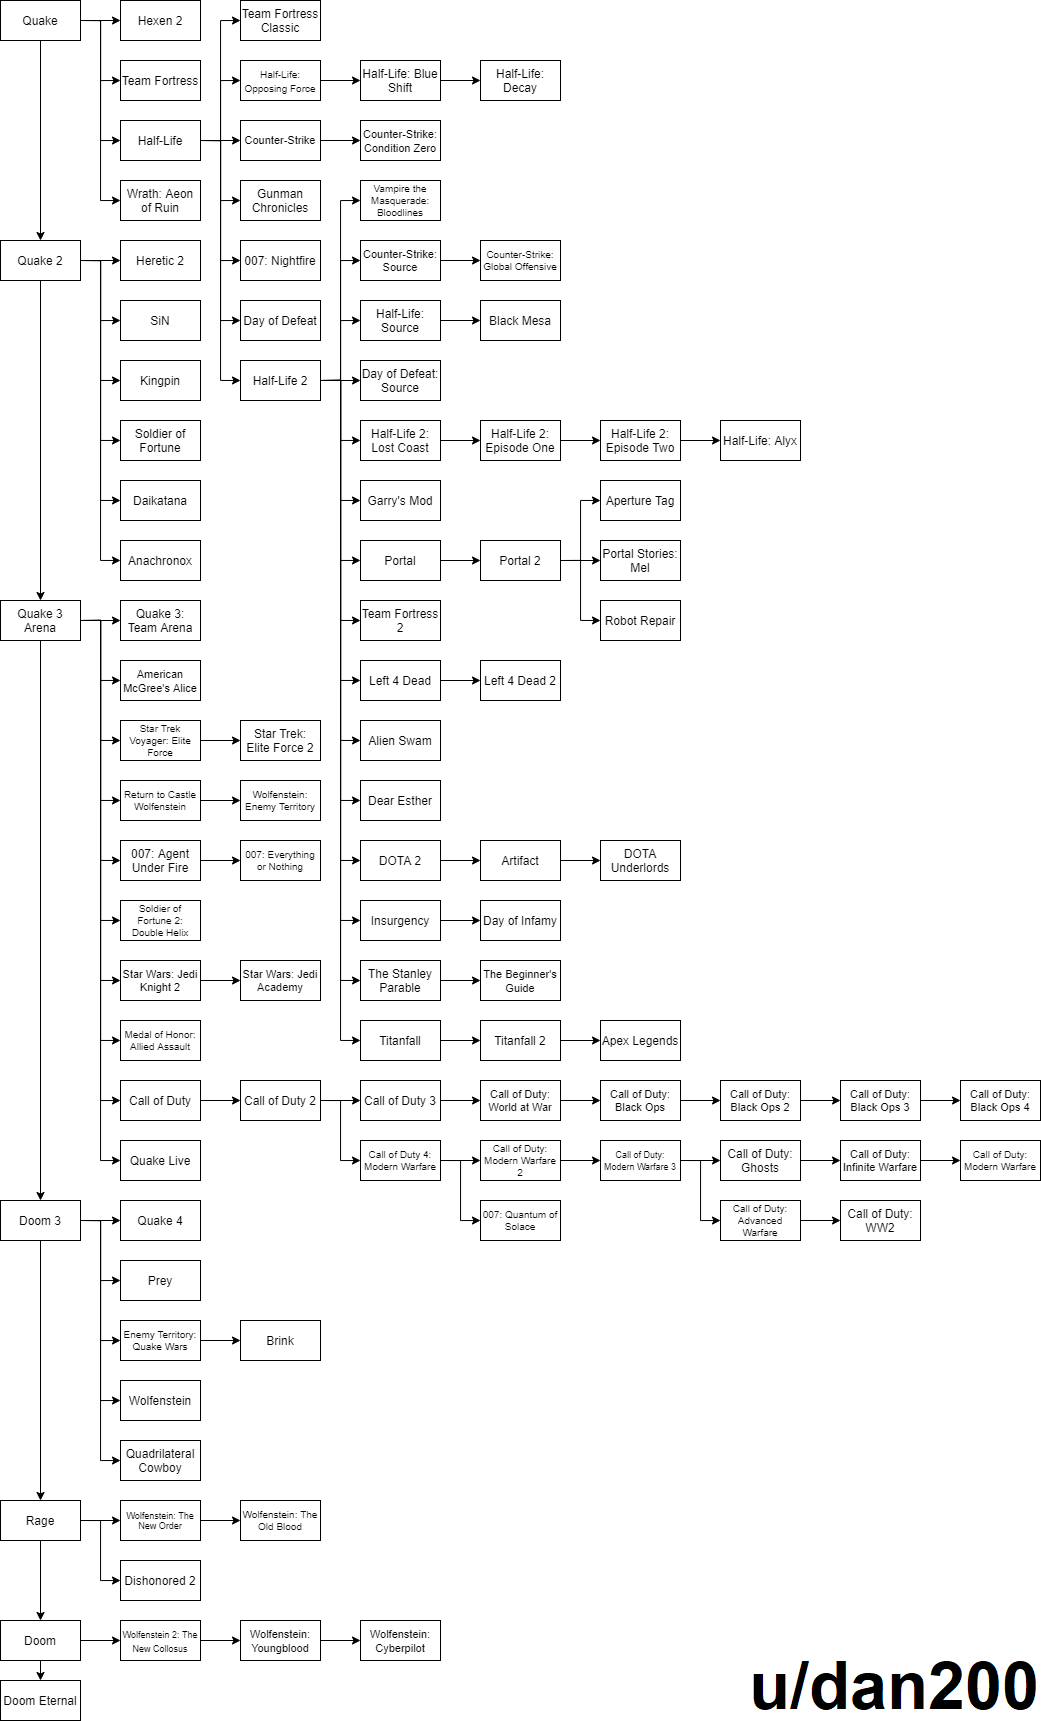 Quake
Hexen 2
Team Fortress
Classic
Team Fortress
Half-Life:
Opposing Force
Half-Life: Blue
Shift
Half-Life:
Decay
Half-Life
Counter-Strike
Counter-Strike:
Condition Zero
Wrath: Aeon
of Ruin
Gunman
Chronicles
Vampire the
Masquerade:
Bloodlines
Quake 2
Heretic 2
007: Nightfire
Counter-Strike:
Source
Counter-Strike:
Global Offensive
SiN
Day of Defeat
Half-Life:
Source
Black Mesa
Kingpin
Half-Life 2
Day of Defeat:
Source
Soldier of
Fortune
Half-Life 2:
Lost Coast
Half-Life 2:
Episode One
Half-Life 2:
Episode Two
Half-Life: Alyx
Daikatana
Garry's Mod
Aperture Tag
Anachronox
Portal
Portal 2
Portal Stories:
Mel
Quake 3
Arena
Quake 3:
Team Arena
Team Fortress
2
Robot Repair
American
McGree's Alice
Left 4 Dead
Left 4 Dead 2
Star Trek
Voyager: Elite
Force
Star Trek:
Elite Force 2
Alien Swam
Return to Castle
Wolfenstein
Wolfenstein:
Enemy Territory
Dear Esther
007: Agent
Under Fire
007: Everything
or Nothing
DOTA 2
Artifact
DOTA
Underlords
Soldier of
Fortune 2:
Double Helix
Insurgency
Day of Infamy
Star Wars: Jedi
Knight 2
Star Wars: Jedi
Academy
The Stanley
Parable
The Beginner's
Guide
Medal of Honor:
Allied Assault
Titanfall
Titanfall 2
Apex Legends
Call of Duty
Call of Duty 2
Call of Duty 3
Call of Duty:
World at War
Call of Duty:
Black Ops
Call of Duty:
Black Ops 2
Call of Duty:
Black Ops 3
Call of Duty:
Black Ops 4
Quake Live
Call of Duty 4:
Modern Warfare
Call of Duty:
Modern Warfare
2
Call of Duty:
Modern Warfare 3
Call of Duty:
Ghosts
Call of Duty:
Infinite Warfare
Call of Duty:
Modern Warfare
Doom 3
Quake 4
007: Quantum of
Solace
Call of Duty:
Advanced
Warfare
Call of Duty:
WW2
Prey
Enemy Territory:
Quake Wars
Brink
Wolfenstein
Quadrilateral
Cowboy
Rage
Wolfenstein: The
New Order
Wolfenstein: The
Old Blood
Dishonored 2
Doom
Wolfenstein 2: The
New Collosus
Wolfenstein:
Youngblood
Wolfenstein:
Cyberpilot
Doom Eternal
u/dan200